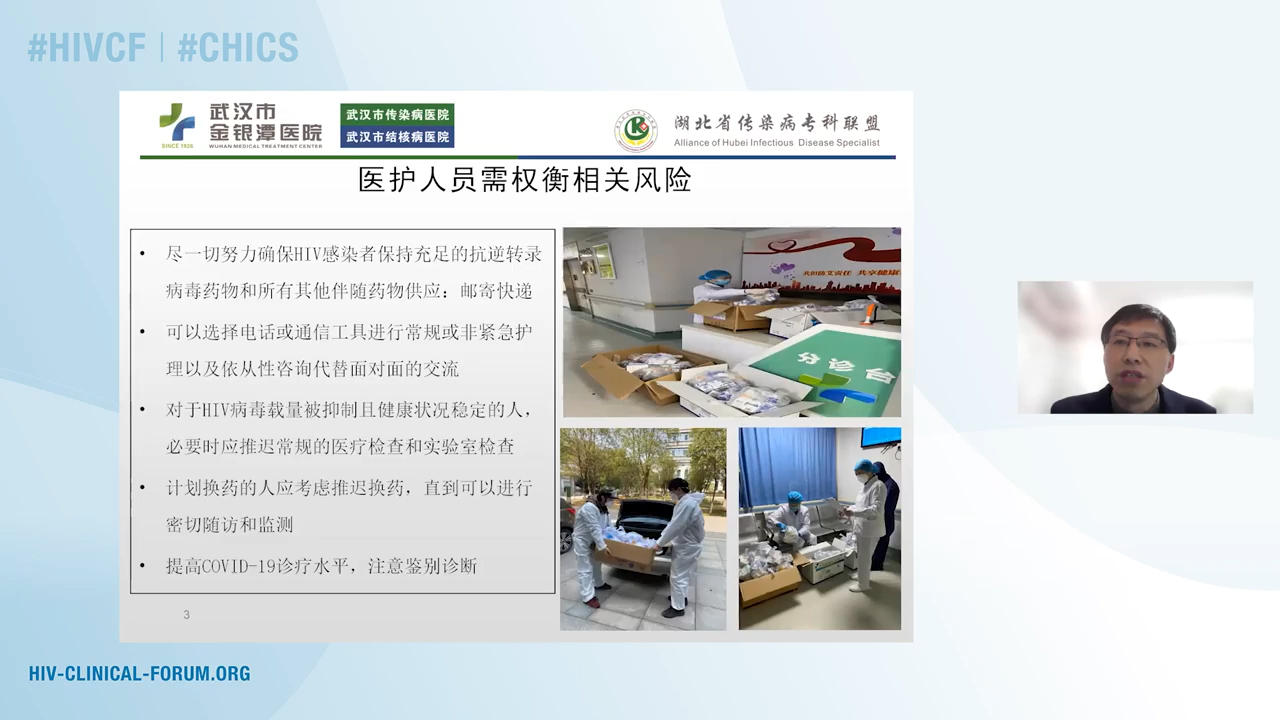 #HIVCF | #CHICS
武汉市
金银潭医院
SINCE 1926
WUHAN MEDICAL TREATMENT CENTER
武汉市传染病医院
武汉市结核病医院
湖北省传染病专科联盟
Alliance of Hubei Infectious Disease Specialist
医护人员需权衡相关风险
• 尽一切努力确保HIV感染者保持充足的抗逆转录
病毒药物和所有其他伴随药物供应：邮寄快递
• 可以选择电话或通信工具进行常规或非紧急护
理以及依从性咨询代替面对面的交流
• 对于HIV病毒载量被抑制且健康状况稳定的人，
必要时应推迟常规的医疗检查和实验室检查
• 计划换药的人应考虑推迟换药，直到可以进行
密切随访和监测
• 提高COVID-19诊疗水平，注意鉴别诊断
共担防艾责任 共享健康
分诊台
3
HIV-CLINICAL-FORUM.ORG